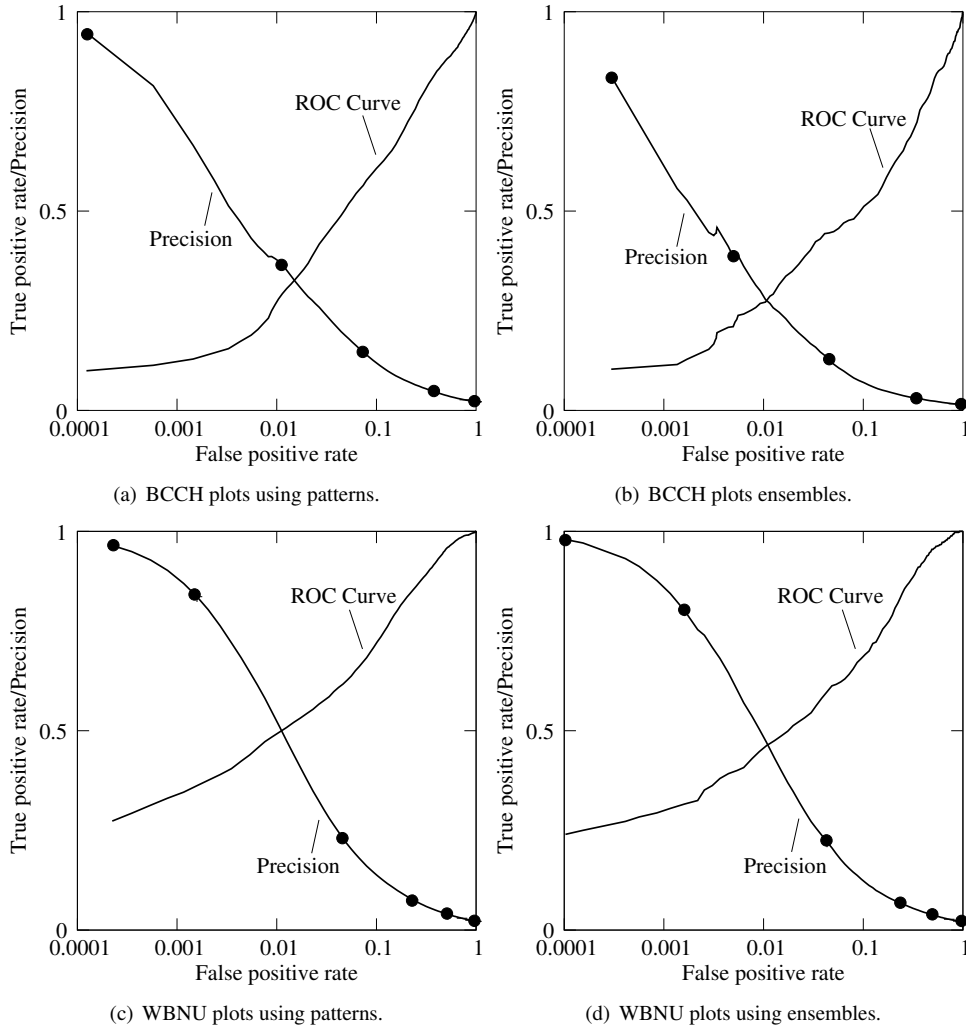 True positive rate/Precision
1
0.5
0
ROC Curve
Precision
0.0001 0.001 0.01 0.1 1
False positive rate
(a) BCCH plots using patterns.
True positive rate/Precision
1
0.5
0
ROC Curve
Precision
0.0001 0.001 0.01 0.1 1
False positive rate
(b) BCCH plots ensembles.
True positive rate/Precision
1
0.5
0
ROC Curve
Precision
0.0001 0.001 0.01 0.1 1
False positive rate
(c) WBNU plots using patterns.
True positive rate/Precision
1
0.5
0
ROC Curve
Precision
0.0001 0.001 0.01 0.1 1
False positive rate
(d) WBNU plots using ensembles.